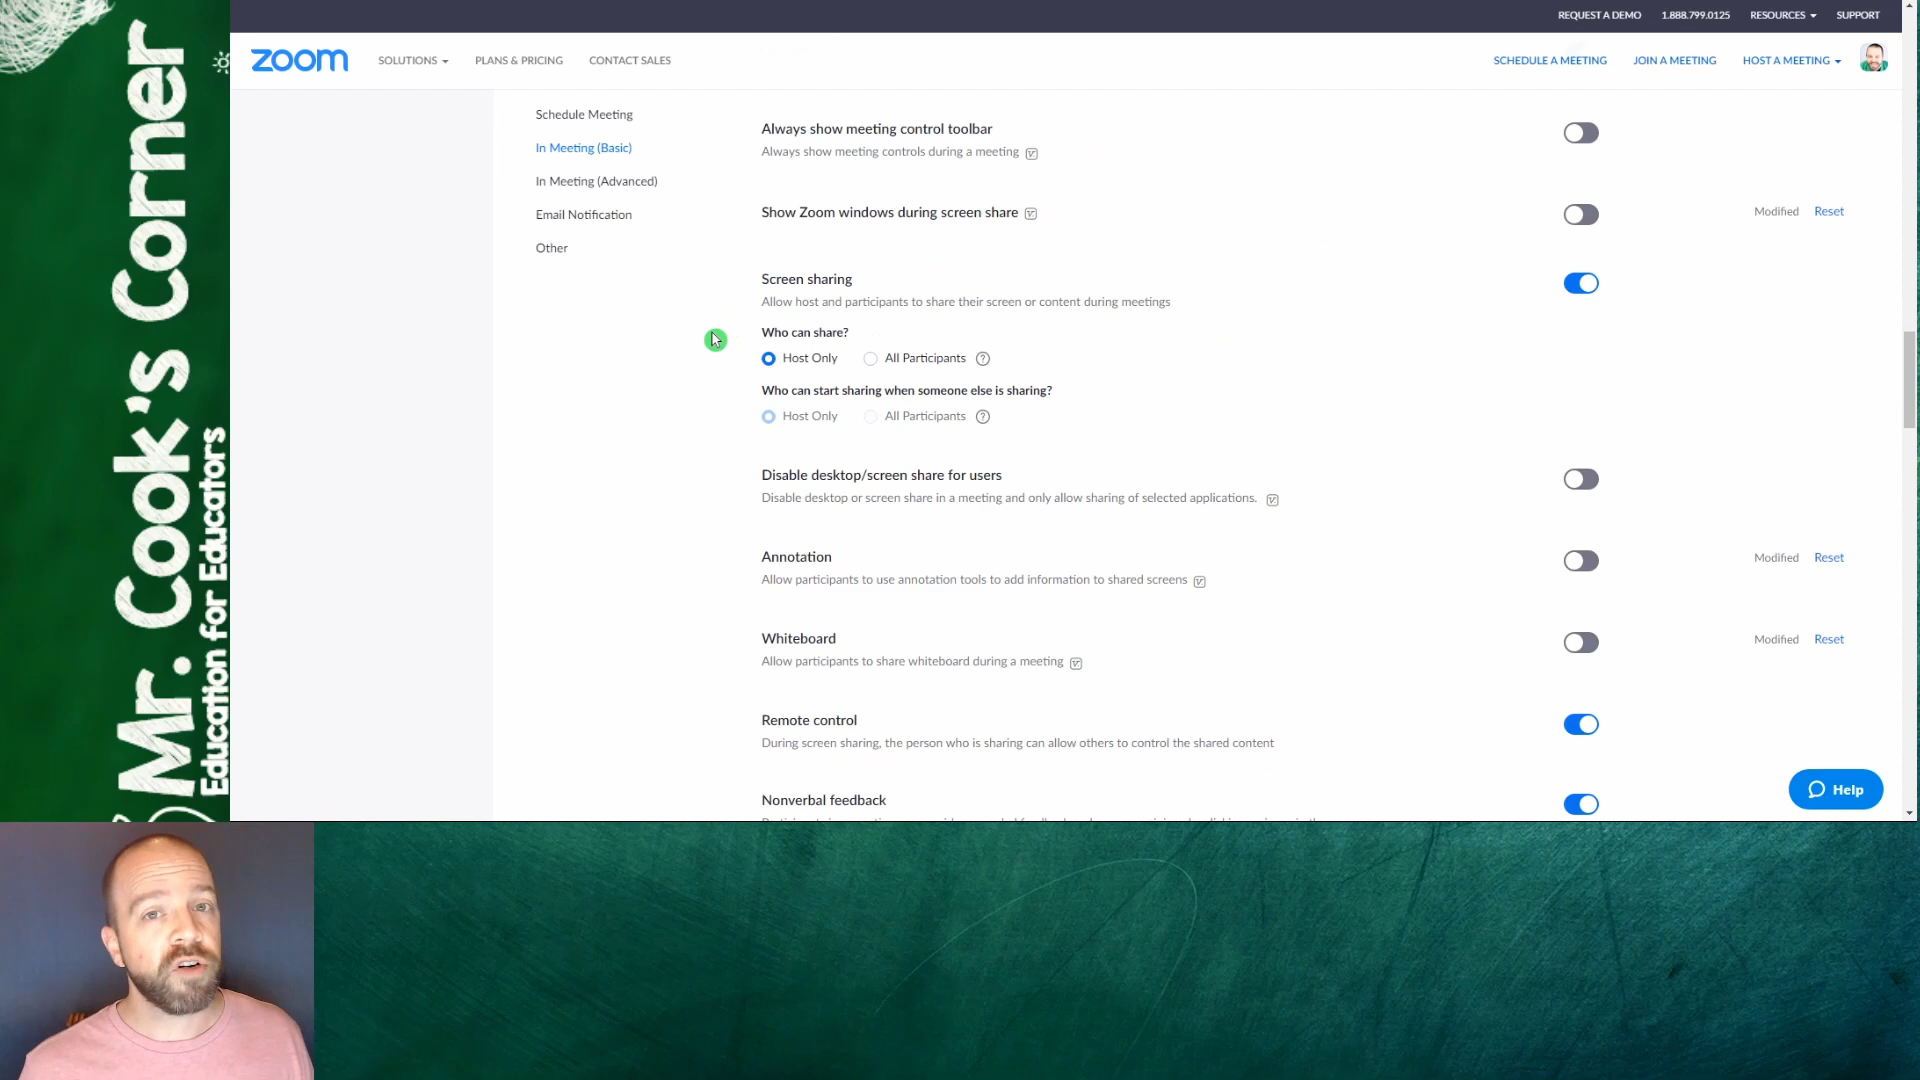 Mr. Cook's Corner
Education for Educators
REQUEST A DEMO 1.888.799.0125 RESOURCES SUPPORT
zoom SOLUTIONS PLANS & PRICING CONTACT SALES SCHEDULE A MEETING JOIN A MEETING HOST A MEETING
Schedule Meeting
In Meeting (Basic)
In Meeting (Advanced)
Email Notification
Other
Always show meeting control toolbar
Always show meeting controls during a meeting
Show Zoom windows during screen share
Modified Reset
Screen sharing
Allow host and participants to share their screen or content during meetings
Who can share?
Host Only All Participants ?
Who can start sharing when someone else is sharing?
Host Only All Participants ?
Disable desktop/screen share for users
Disable desktop or screen share in a meeting and only allow sharing of selected applications.
Annotation
Modified Reset
Allow participants to use annotation tools to add information to shared screens
Whiteboard
Modified Reset
Allow participants to share whiteboard during a meeting
Remote control
During screen sharing, the person who is sharing can allow others to control the shared content
Nonverbal feedback
Help